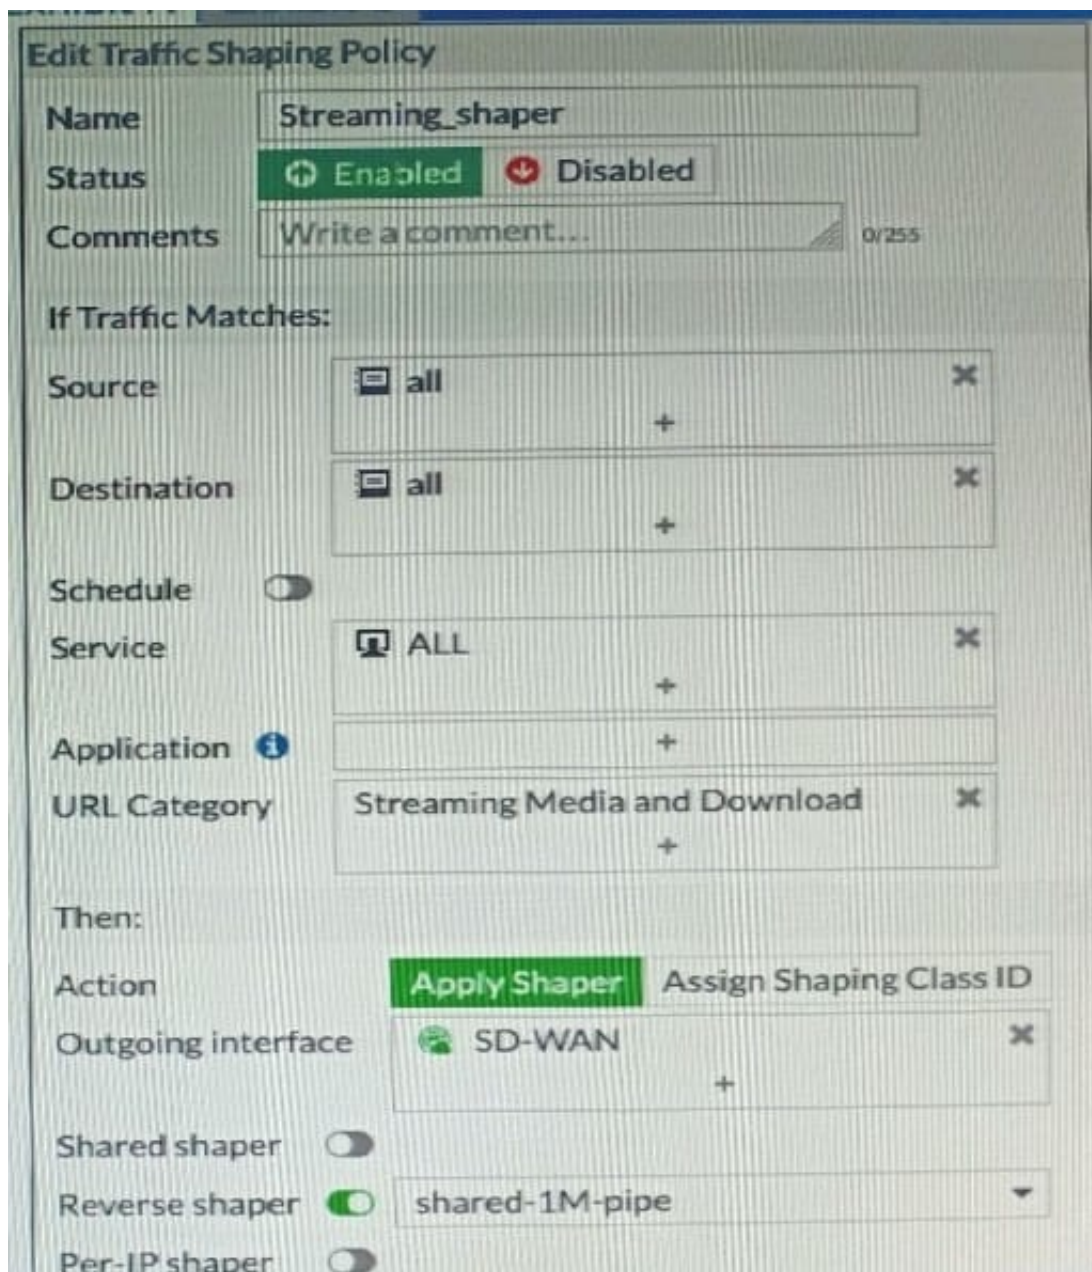 Edit Traffic Shaping Policy
Name Streaming_shaper
Status Enabled Disabled
Comments Write a comment... 0/255
If Traffic Matches:
Source all
+
Destination all
+
Schedule
Service ALL
+
Application +
URL Category Streaming Media and Download
+
Then:
Action Apply Shaper Assign Shaping Class ID
Outgoing interface SD-WAN
+
Shared shaper
Reverse shaper shared-1M-pipe
Per-IP shaper